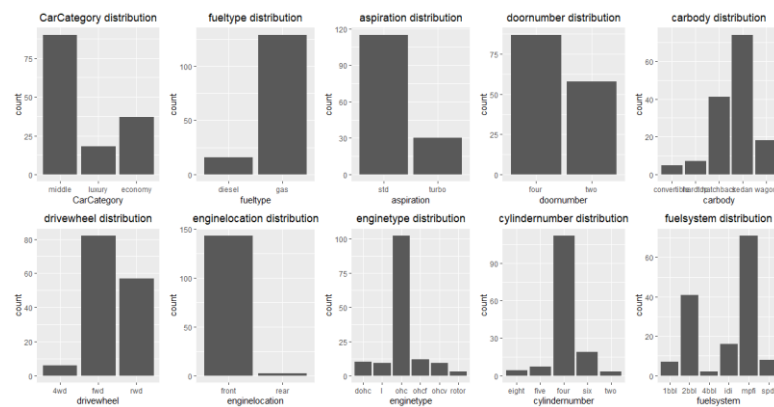 CarCategory distribution
75
50
25
0
count
middle luxury economy
CarCategory
fueltype distribution
100
50
0
count
diesel gas
fueltype
aspiration distribution
120
90
60
30
0
count
std turbo
aspiration
doornumber distribution
75
50
25
0
count
four two
doornumber
carbody distribution
60
40
20
0
count
convertible sedan wagon
carbody
drivewheel distribution
80
60
40
20
0
count
4wd fwd rwd
drivewheel
enginelocation distribution
150
100
50
0
count
front rear
enginelocation
enginetype distribution
100
75
50
25
0
count
dohc l ohc ohcf ohcv rotor
enginetype
cylindernumber distribution
90
60
30
0
count
eight five four six two
cylindernumber
fuelsystem distribution
60
40
20
0
count
1bbl 2bbl 4bbl idi mpfi spdi
fuelsystem